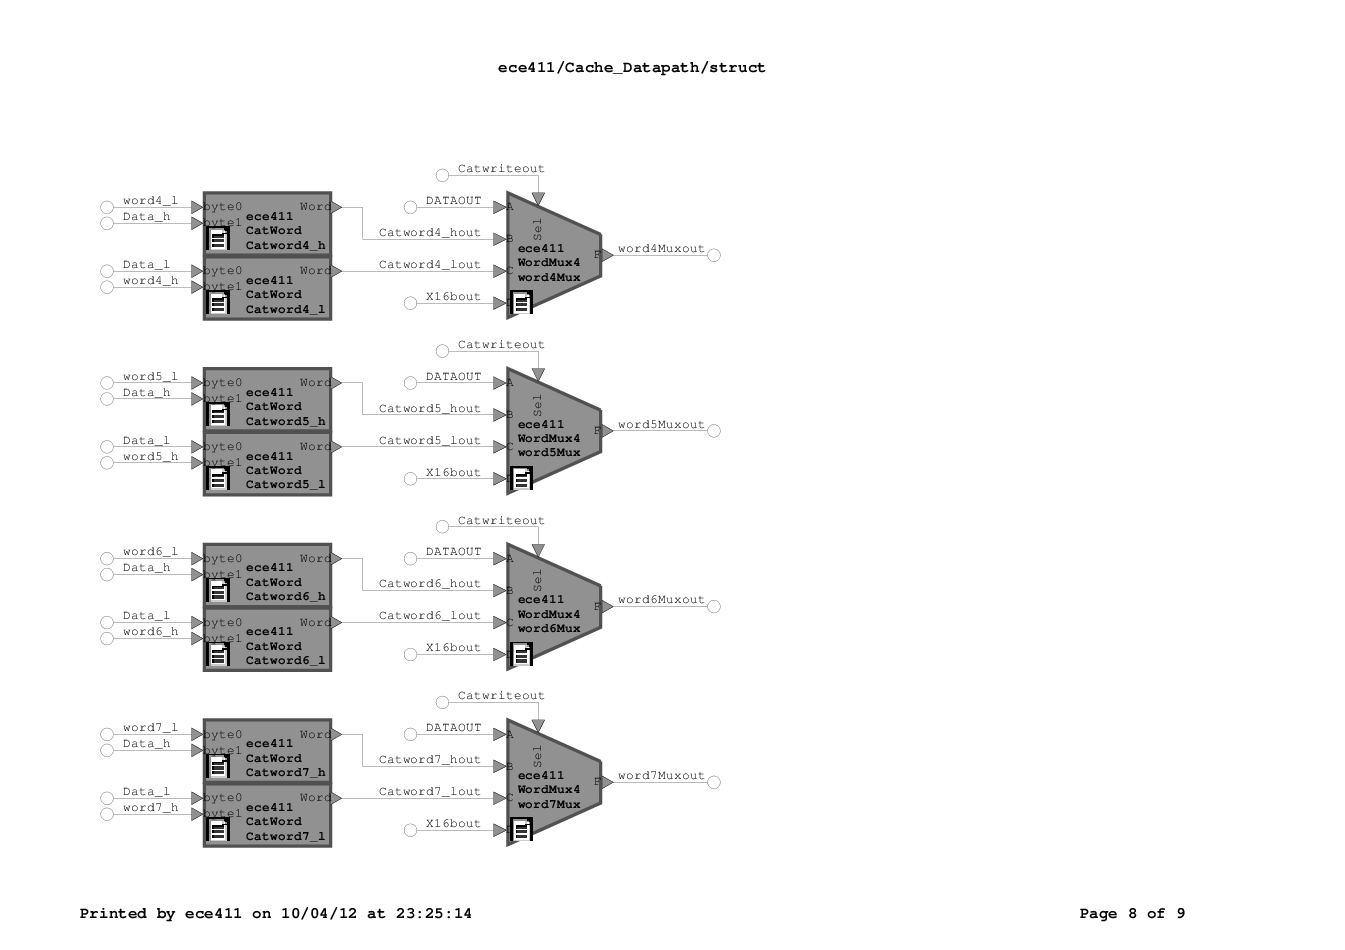 ece411/Cache_Datapath/struct
Catwriteout
word4_l byte0 Word DATAOUT A
Data_h byte1 ece411 Sel
CatWord Catword4_hout B
Catword4_h ece411 F word4Muxout
Data_l byte0 Word Catword4_lout C WordMux4
word4_h byte1 ece411 word4Mux
CatWord X16bout
Catword4_l
Catwriteout
word5_l byte0 Word DATAOUT A
Data_h byte1 ece411 Sel
CatWord Catword5_hout B
Catword5_h ece411 F word5Muxout
Data_l byte0 Word Catword5_lout C WordMux4
word5_h byte1 ece411 word5Mux
CatWord X16bout
Catword5_l
Catwriteout
word6_l byte0 Word DATAOUT A
Data_h byte1 ece411 Sel
CatWord Catword6_hout B
Catword6_h ece411 F word6Muxout
Data_l byte0 Word Catword6_lout C WordMux4
word6_h byte1 ece411 word6Mux
CatWord X16bout
Catword6_l
Catwriteout
word7_l byte0 Word DATAOUT A
Data_h byte1 ece411 Sel
CatWord Catword7_hout B
Catword7_h ece411 F word7Muxout
Data_l byte0 Word Catword7_lout C WordMux4
word7_h byte1 ece411 word7Mux
CatWord X16bout
Catword7_l
Printed by ece411 on 10/04/12 at 23:25:14 Page 8 of 9